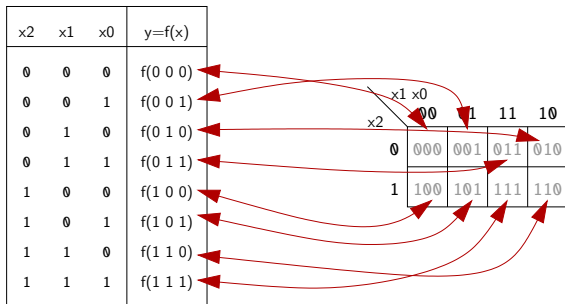 x2 x1 x0 y=f(x)
0 0 0 f(0 0 0)
0 0 1 f(0 0 1)
0 1 0 f(0 1 0)
0 1 1 f(0 1 1)
1 0 0 f(1 0 0)
1 0 1 f(1 0 1)
1 1 0 f(1 1 0)
1 1 1 f(1 1 1)
x1 x0
00 01 11 10
x2
0 000 001 011 010
1 100 101 111 110